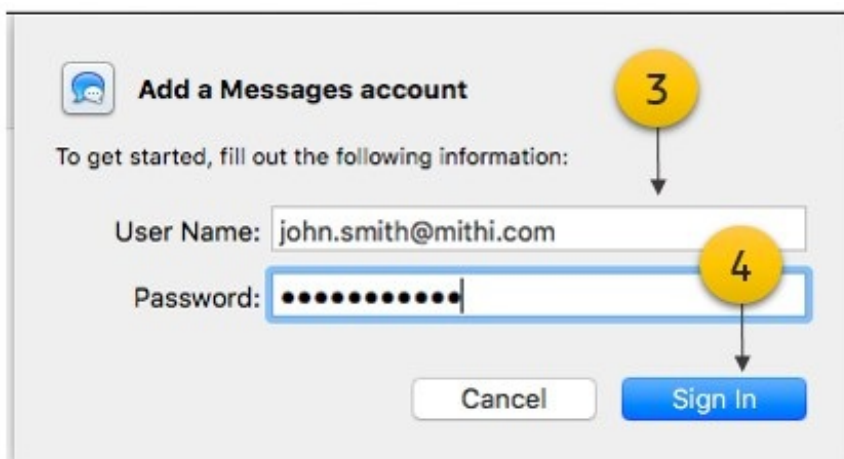 Add a Messages account
3
To get started, fill out the following information:
User Name: john.smith@mithi.com
4
Password: •••••••••••
Cancel Sign In